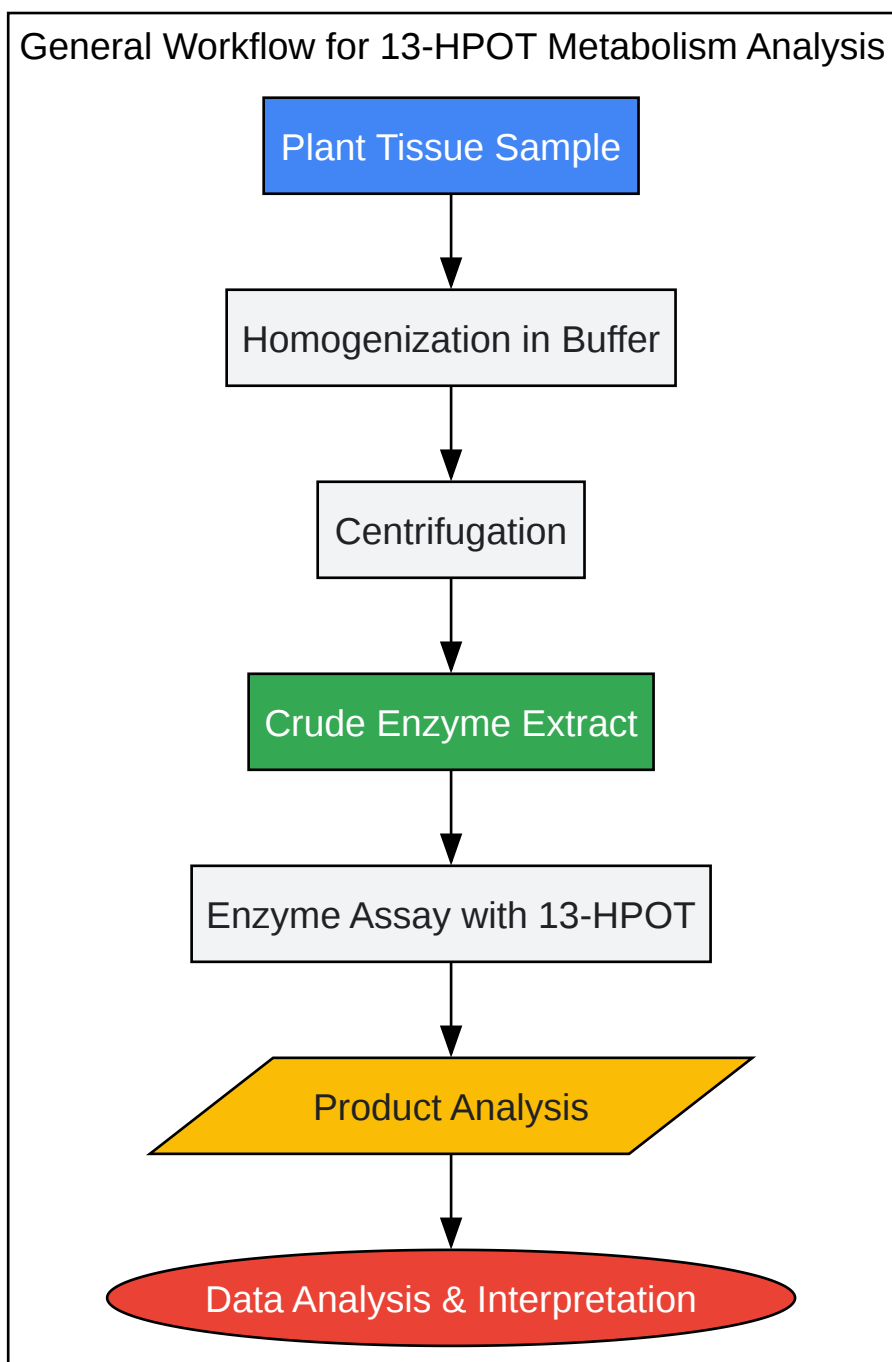 General Workflow for 13-HPOT Metabolism Analysis
Plant Tissue Sample
Homogenization in Buffer
Centrifugation
Crude Enzyme Extract
Enzyme Assay with 13-HPOT
Product Analysis
Data Analysis & Interpretation